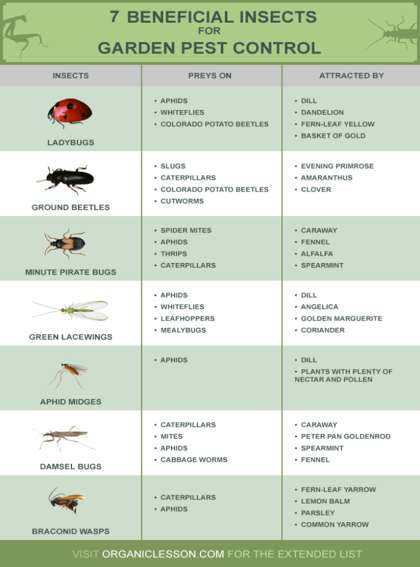 7 BENEFICIAL INSECTS
FOR
GARDEN PEST CONTROL
INSECTS
PREYS ON
ATTRACTED BY
LADYBUGS
• APHIDS
• WHITEFLIES
• COLORADO POTATO BEETLES
• DILL
• DANDELION
• FERN-LEAF YELLOW
• BASKET OF GOLD
GROUND BEETLES
• SLUGS
• CATERPILLARS
• COLORADO POTATO BEETLES
• CUTWORMS
• EVENING PRIMROSE
• AMARANTHUS
• CLOVER
MINUTE PIRATE BUGS
• SPIDER MITES
• APHIDS
• THRIPS
• CATERPILLARS
• CARAWAY
• FENNEL
• ALFALFA
• SPEARMINT
GREEN LACEWINGS
• APHIDS
• WHITEFLIES
• LEAFHOPPERS
• MEALYBUGS
• DILL
• ANGELICA
• GOLDEN MARGUERITE
• CORIANDER
APHID MIDGES
• APHIDS
• DILL
• PLANTS WITH PLENTY OF
NECTAR AND POLLEN
DAMSEL BUGS
• CATERPILLARS
• MITES
• APHIDS
• CABBAGE WORMS
• CARAWAY
• PETER PAN GOLDENROD
• SPEARMINT
• FENNEL
BRACONID WASPS
• CATERPILLARS
• APHIDS
• FERN-LEAF YARROW
• LEMON BALM
• PARSLEY
• COMMON YARROW
VISIT ORGANICLESSON.COM FOR THE EXTENDED LIST